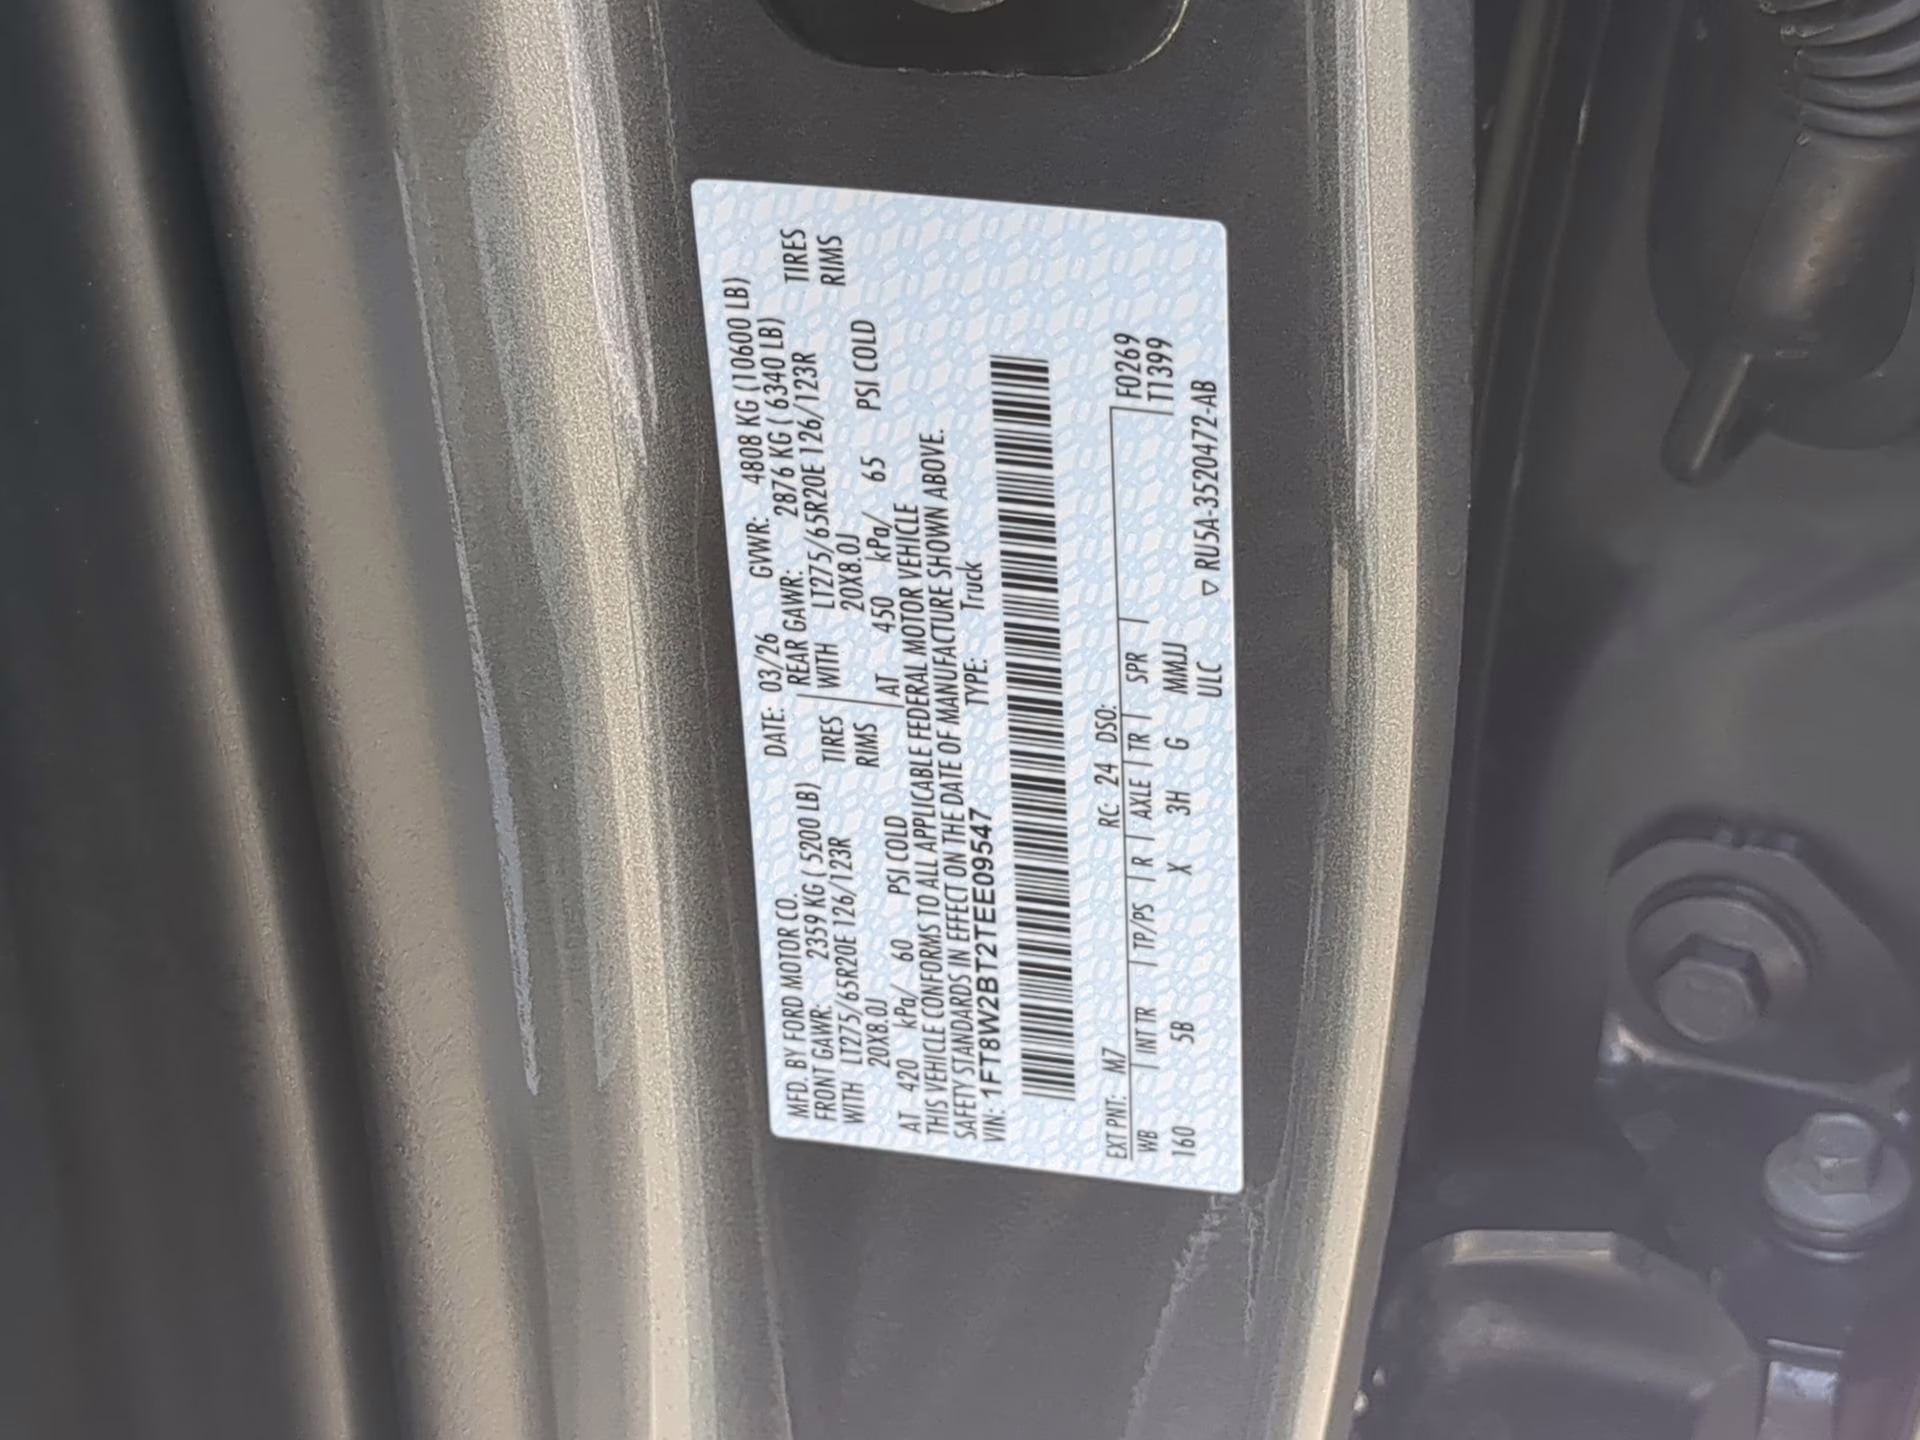 MFD. BY FORD MOTOR CO. DATE: 03/26 GVWR: 4808 KG (10600 LB)
FRONT GAWR: 2359 KG ( 5200 LB) REAR GAWR: 2876 KG ( 6340 LB)
WITH LT275/65R20E 126/123R TIRES WITH LT275/65R20E 126/123R TIRES
20X8.0J RIMS 20X8.0J RIMS
AT 420 kPa/ 60 PSI COLD AT 450 kPa/ 65 PSI COLD
THIS VEHICLE CONFORMS TO ALL APPLICABLE FEDERAL MOTOR VEHICLE
SAFETY STANDARDS IN EFFECT ON THE DATE OF MANUFACTURE SHOWN ABOVE.
VIN: 1FT8W2BT2TEE09547 TYPE: Truck
EXT PNT: M7 RC: 24 DSO: F0269
WB INT TR TP/PS R AXLE TR SPR T1399
160 5B X 3H G MMJJ
ULC ▽ RU5A-3520472-AB